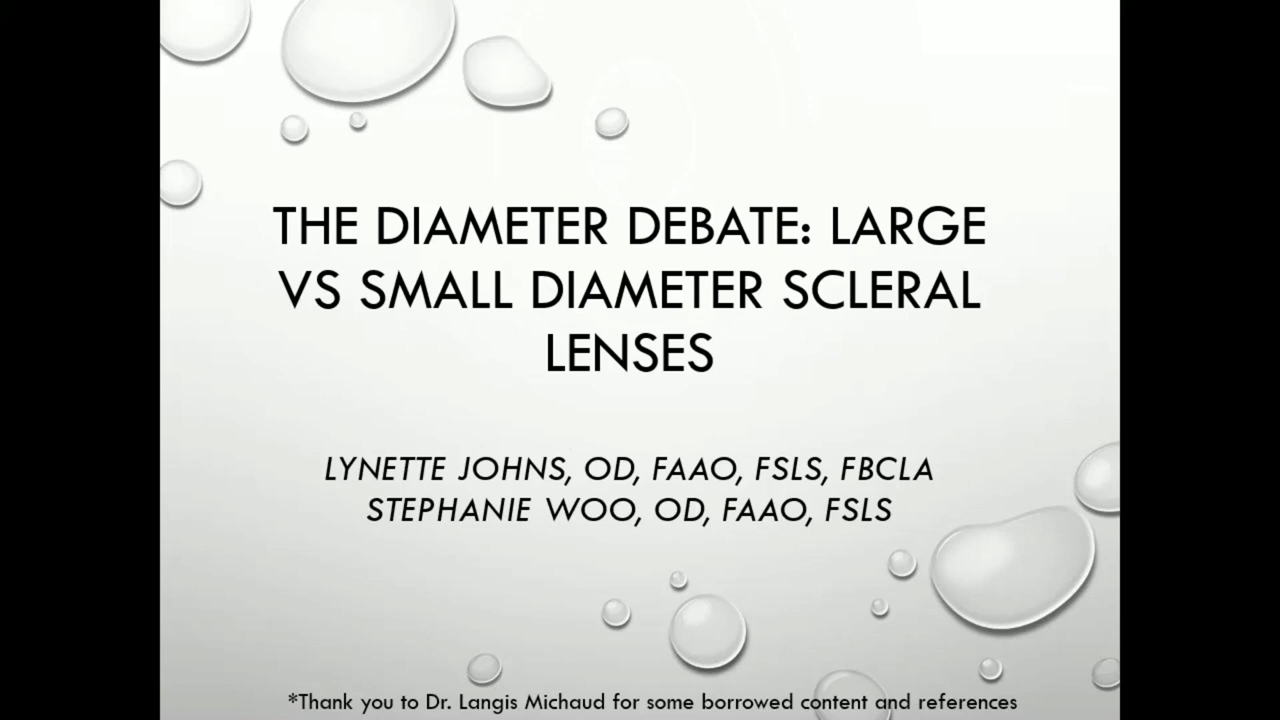 THE DIAMETER DEBATE: LARGE
VS SMALL DIAMETER SCLERAL
LENSES
LYNETTE JOHNS, OD, FAAO, FSLS, FBCLA
STEPHANIE WOO, OD, FAAO, FSLS
*Thank you to Dr. Langis Michaud for some borrowed content and references